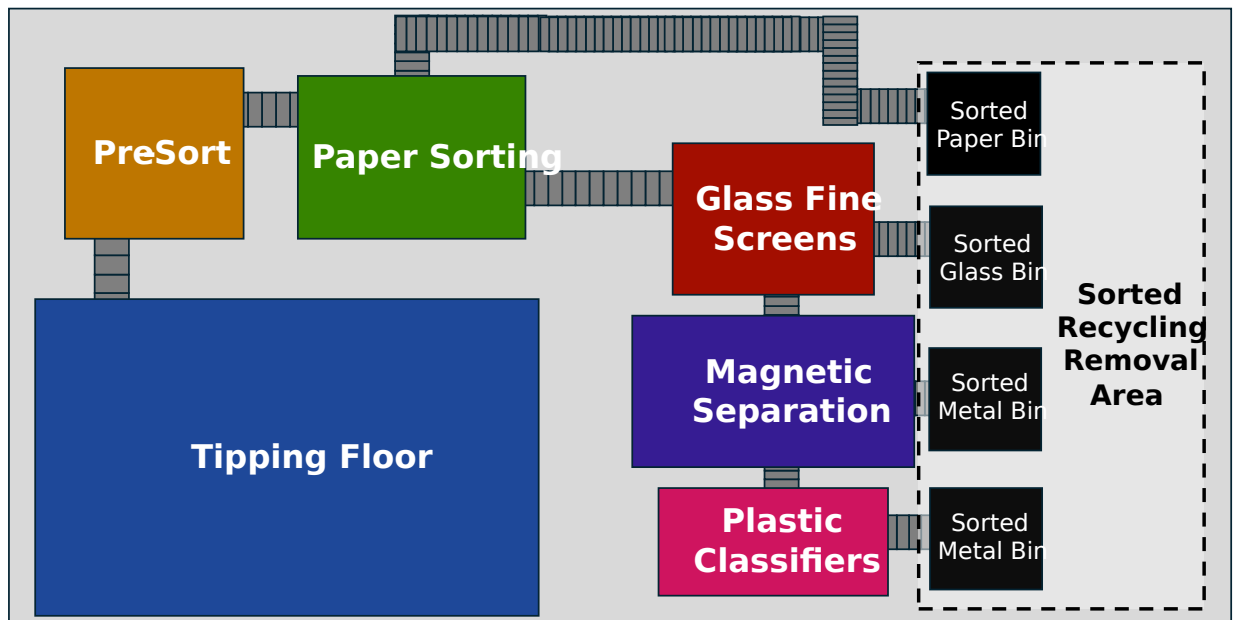 PreSort
Paper Sorting
Sorted
Paper Bin
Glass Fine
Screens
Sorted
Glass Bin
Sorted
Recycling
Removal
Area
Magnetic
Separation
Sorted
Metal Bin
Tipping Floor
Plastic
Classifiers
Sorted
Metal Bin